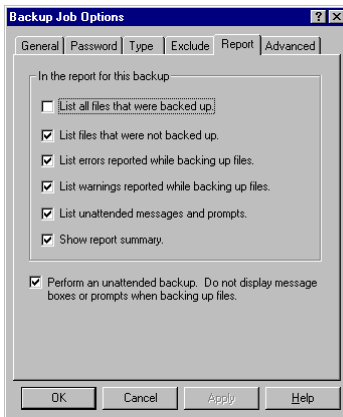 Backup Job Options
General Password Type Exclude Report Advanced
In the report for this backup
List all files that were backed up.
List files that were not backed up.
List errors reported while backing up files.
List warnings reported while backing up files.
List unattended messages and prompts.
Show report summary.
Perform an unattended backup. Do not display message
boxes or prompts when backing up files.
OK Cancel Apply Help